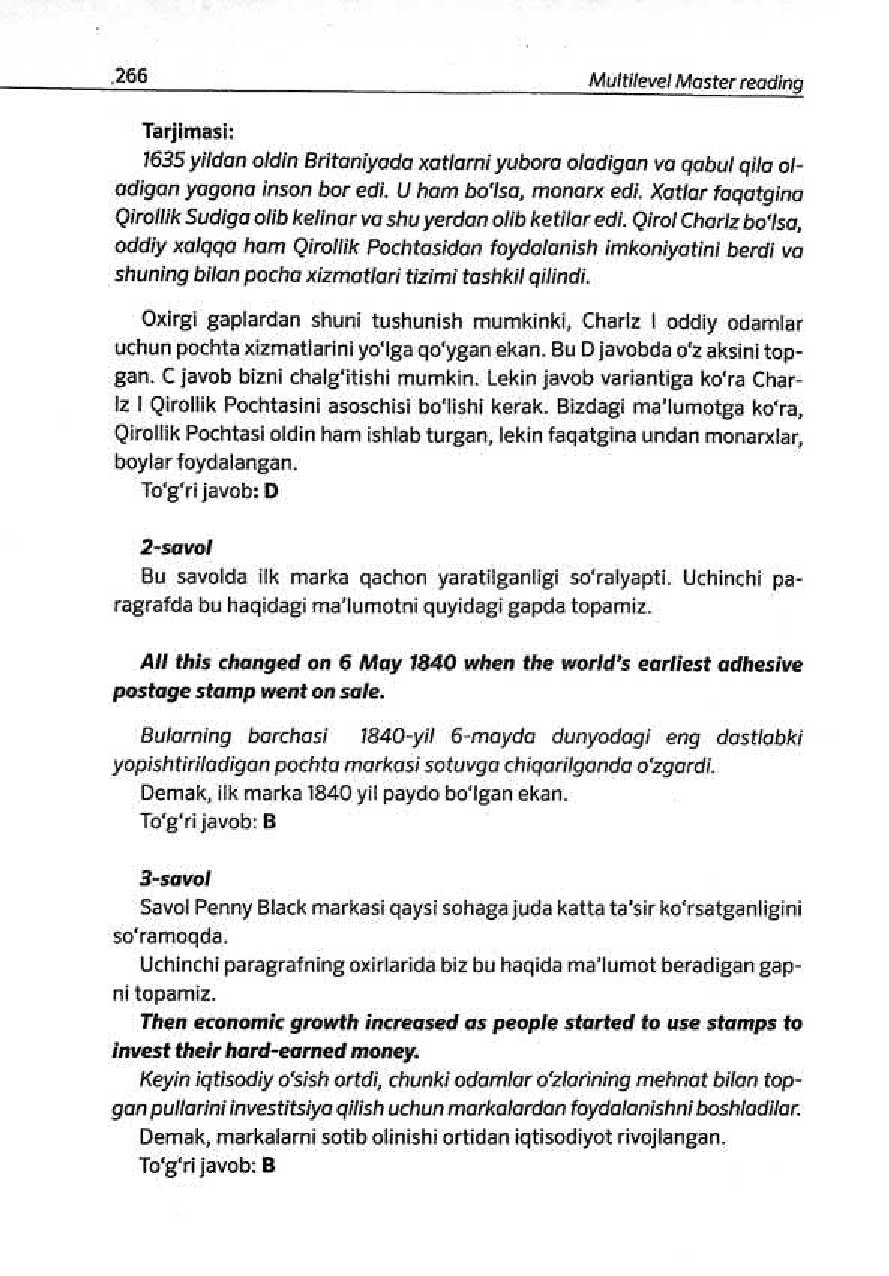 266
Multilevel Master reading
Tarjimasi:
1635 yildan oldin Britaniyada xatlarni yubora oladigan va qabul qila ol-
adigan yagona inson bor edi. U ham bo‘lsa, monarx edi. Xatlar faqatgina
Qirollik Sudiga olib kelinar va shu yerdan olib ketilar edi. Qirol Charlz bo‘lsa,
oddiy xalqqa ham Qirollik Pochtasidan foydalanish imkoniyatini berdi va
shuning bilan pocha xizmatlari tizimi tashkil qilindi.
Oxirgi gaplardan shuni tushunish mumkinki, Charlz I oddiy odamlar
uchun pochta xizmatlarini yo‘lga qo‘ygan ekan. Bu D javobda o‘z aksini top-
gan. C javob bizni chalg‘itishi mumkin. Lekin javob variantiga ko‘ra Char-
lz I Qirollik Pochtasini asoschisi bo‘lishi kerak. Bizdagi ma’lumotga ko‘ra,
Qirollik Pochtasi oldin ham ishlab turgan, lekin faqatgina undan monarxlar,
boylar foydalangan.
To‘g‘ri javob: D
2-savol
Bu savolda ilk marka qachon yaratilganligi so‘ralyapti. Uchinchi pa-
ragrafda bu haqidagi ma’lumotni quyidagi gapda topamiz.
All this changed on 6 May 1840 when the world’s earliest adhesive
postage stamp went on sale.
Bularning barchasi 1840-yil 6-mayda dunyodagi eng dastlabki
yopishtiriladigan pochta markasi sotuvga chiqarilganda o‘zgardi.
Demak, ilk marka 1840 yil paydo bo‘lgan ekan.
To‘g‘ri javob: B
3-savol
Savol Penny Black markasi qaysi sohaga juda katta ta’sir ko‘rsatganligini
so‘ramoqda.
Uchinchi paragrafning oxirlarida biz bu haqida ma’lumot beradigan gap-
ni topamiz.
Then economic growth increased as people started to use stamps to
invest their hard-earned money.
Keyin iqtisodiy o‘sish ortdi, chunki odamlar o‘zlarining mehnat bilan top-
gan pullarini investitsiya qilish uchun markalardan foydalanishni boshladilar.
Demak, markalarni sotib olinishi ortidan iqtisodiyot rivojlangan.
To‘g‘ri javob: B